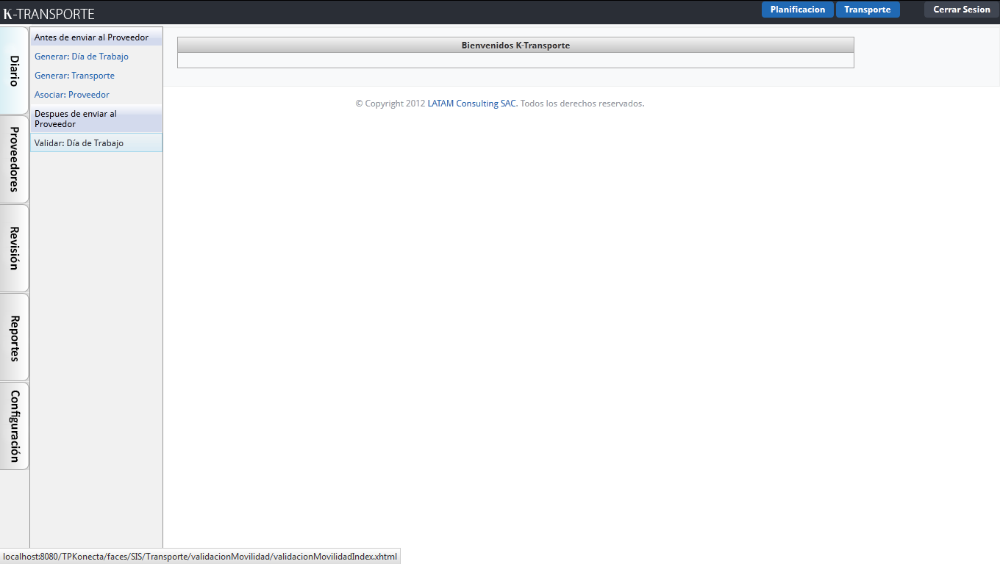 K-TRANSPORTE
Planificacion
Transporte
Cerrar Sesion
Diario
Proveedores
Revisión
Reportes
Configuración
Antes de enviar al Proveedor
Generar: Día de Trabajo
Generar: Transporte
Asociar: Proveedor
Despues de enviar al
Proveedor
Validar: Día de Trabajo
Bienvenidos K-Transporte
© Copyright 2012 LATAM Consulting SAC. Todos los derechos reservados.
localhost:8080/TPKonecta/faces/SIS/Transporte/validacionMovilidad/validacionMovilidadIndex.xhtml